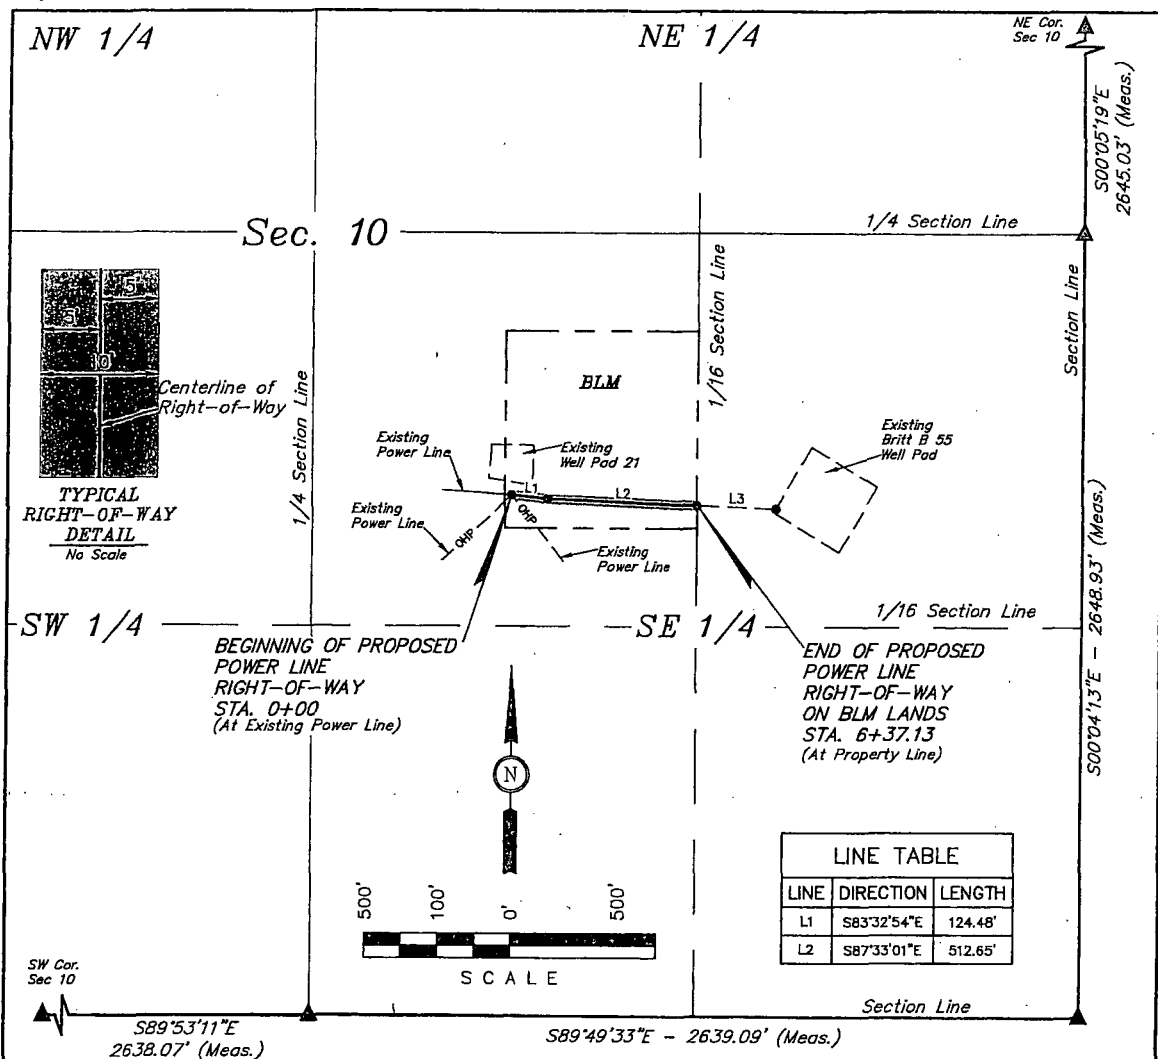 NW 1/4
NE 1/4
NE Cor.
Sec 10
S00°05'19"E
2645.03' (Meas.)
Sec. 10
1/4 Section Line
5'
5'
Centerline of
Right-of-Way
TYPICAL
RIGHT-OF-WAY
DETAIL
No Scale
1/4 Section Line
1/16 Section Line
Section Line
BLM
Existing
Power Line
Existing
Well Pad 21
Existing
Britt B 55
Well Pad
L1
L2
L3
Existing
Power Line
OHP
OHP
Existing
Power Line
S00°04'13"E - 2648.93' (Meas.)
SW 1/4
SE 1/4
1/16 Section Line
BEGINNING OF PROPOSED
POWER LINE
RIGHT-OF-WAY
STA. 0+00
(At Existing Power Line)
END OF PROPOSED
POWER LINE
RIGHT-OF-WAY
ON BLM LANDS
STA. 6+37.13
(At Property Line)
N
500'
100'
0'
500'
SCALE
LINE TABLE
LINE DIRECTION LENGTH
L1 S83°32'54"E 124.48'
L2 S87°33'01"E 512.65'
SW Cor.
Sec 10
S89°53'11"E
2638.07' (Meas.)
S89°49'33"E - 2639.09' (Meas.)
Section Line